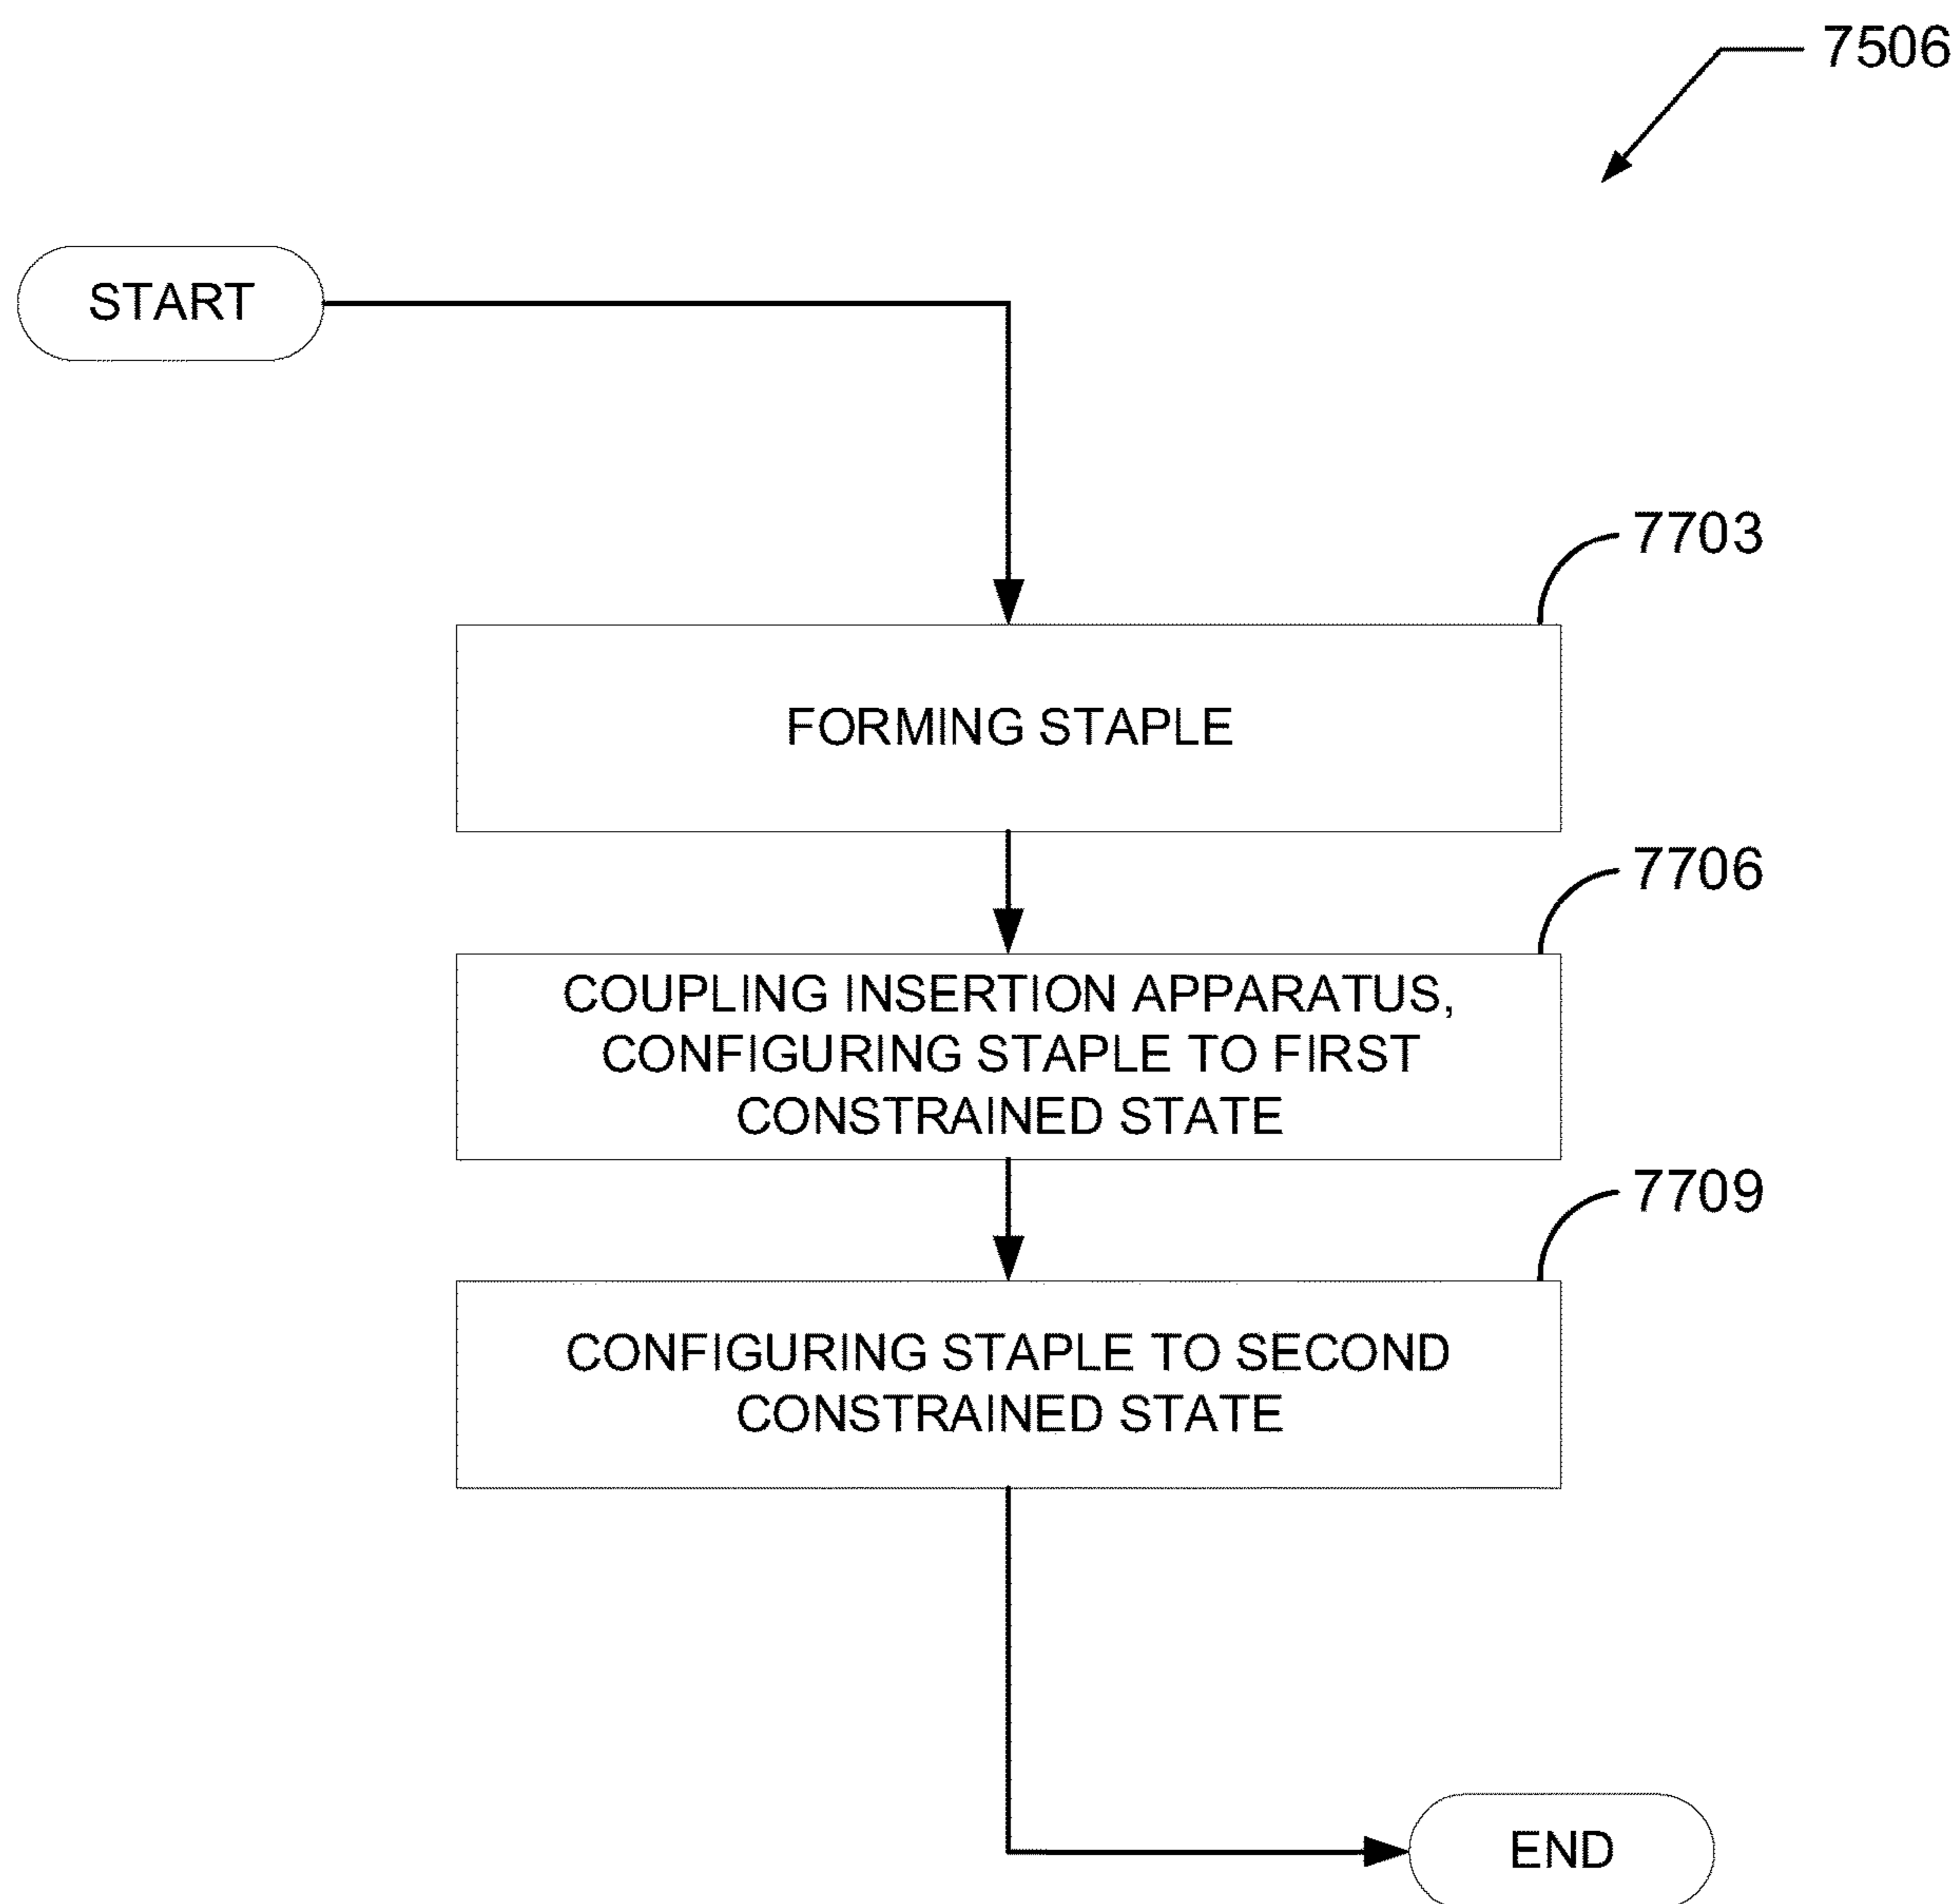 7506
START
7703
FORMING STAPLE
7706
COUPLING INSERTION APPARATUS,
CONFIGURING STAPLE TO FIRST
CONSTRAINED STATE
7709
CONFIGURING STAPLE TO SECOND
CONSTRAINED STATE
END